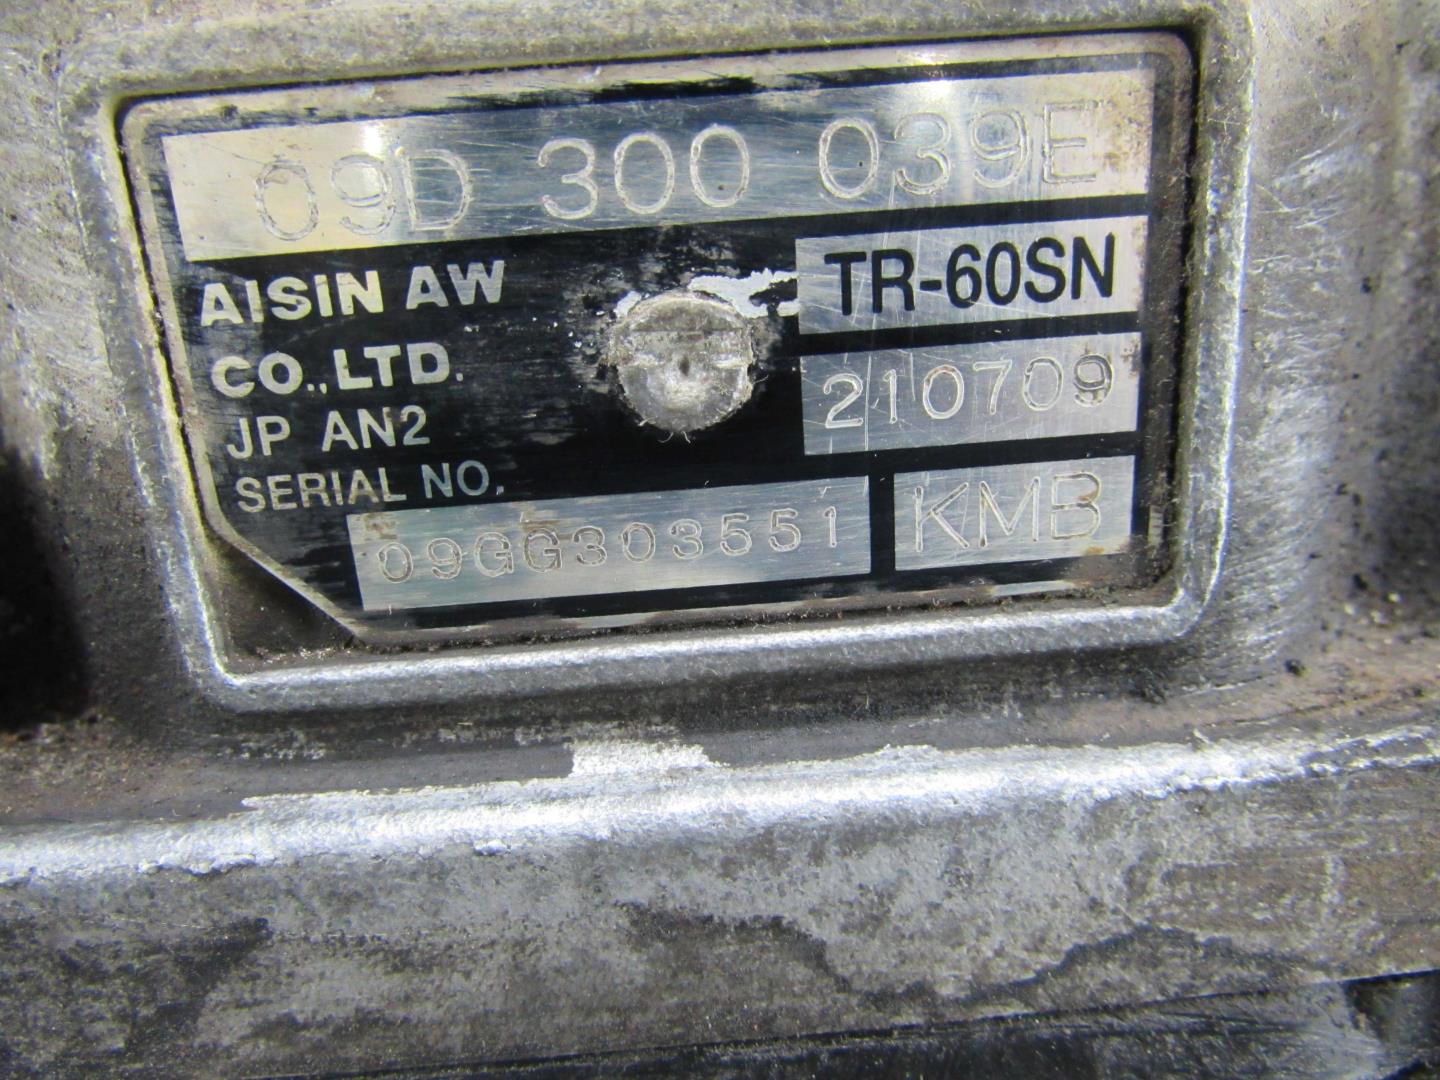 09D 300 039E
AISIN AW TR-60SN
CO.,LTD. 210709
JP AN2
SERIAL NO.
09GG303551 KMB